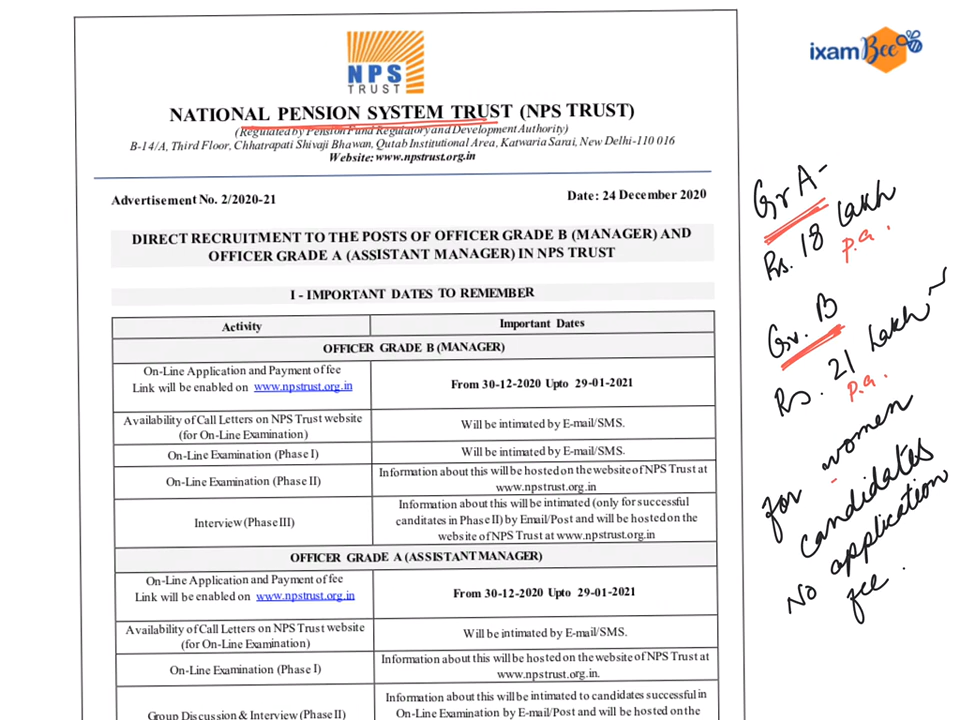 NPS
TRUST
ixamBee
NATIONAL PENSION SYSTEM TRUST (NPS TRUST)
(Regulated by Pension Fund Regulatory and Development Authority)
B-14/A, Third Floor, Chhatrapati Shivaji Bhawan, Qutab Institutional Area, Katwaria Sarai, New Delhi-110 016
Website: www.npstrust.org.in
Advertisement No. 2/2020-21
Date: 24 December 2020
DIRECT RECRUITMENT TO THE POSTS OF OFFICER GRADE B (MANAGER) AND
OFFICER GRADE A (ASSISTANT MANAGER) IN NPS TRUST
I - IMPORTANT DATES TO REMEMBER
Activity
Important Dates
OFFICER GRADE B (MANAGER)
On-Line Application and Payment of fee
Link will be enabled on www.npstrust.org.in
From 30-12-2020 Upto 29-01-2021
Availability of Call Letters on NPS Trust website
(for On-Line Examination)
Will be intimated by E-mail/SMS.
On-Line Examination (Phase I)
Will be intimated by E-mail/SMS.
On-Line Examination (Phase II)
Information about this will be hosted on the website of NPS Trust at
www.npstrust.org.in
Interview (Phase III)
Information about this will be intimated (only for successful
canditates in Phase II) by Email/Post and will be hosted on the
website of NPS Trust at www.npstrust.org.in
OFFICER GRADE A (ASSISTANT MANAGER)
On-Line Application and Payment of fee
Link will be enabled on www.npstrust.org.in
From 30-12-2020 Upto 29-01-2021
Availability of Call Letters on NPS Trust website
(for On-Line Examination)
Will be intimated by E-mail/SMS.
On-Line Examination (Phase I)
Information about this will be hosted on the website of NPS Trust at
www.npstrust.org.in.
Group Discussion & Interview (Phase II)
Information about this will be intimated to candidates successful in
On-Line Examination by E-mail/Post and will be hosted on the
Gr A-
Rs. 18 lakh
p.a.
Gr. B
Rs. 21 lakh
p.a.
for women
candidates
No application
fee.